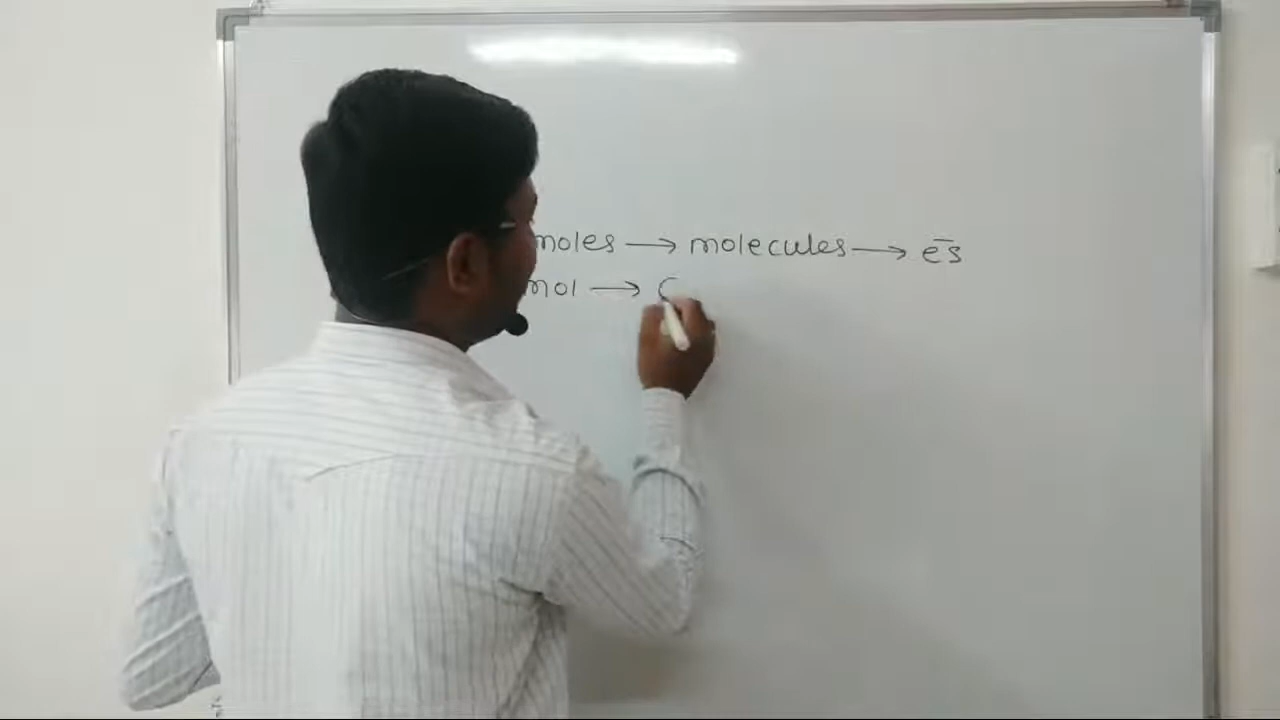 moles → molecules → e̅s
mol →